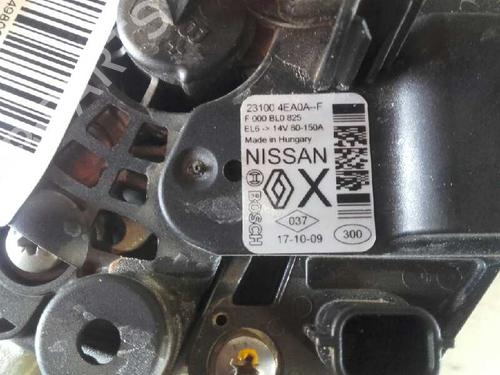 23100 4EA0A--F
F 000 BL0 825
EL6 -> 14V 80-150A
Made in Hungary
NISSAN
X
BOSCH
037
17-10-09
300